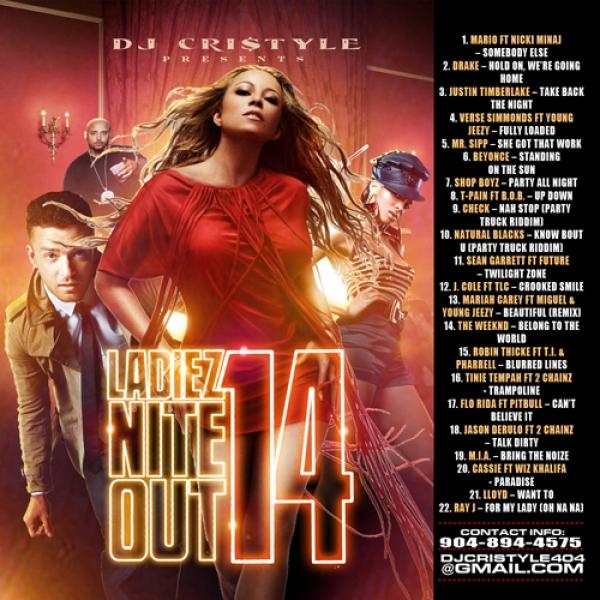 DJ CRI$TYLE
PRESENTS
LADIEZ
NITE
OUT
14
1. MARIO FT NICKI MINAJ
– SOMEBODY ELSE
2. DRAKE – HOLD ON, WE'RE GOING
HOME
3. JUSTIN TIMBERLAKE – TAKE BACK
THE NIGHT
4. VERSE SIMMONDS FT YOUNG
JEEZY – FULLY LOADED
5. MR. SIPP – SHE GOT THAT WORK
6. BEYONCE – STANDING
ON THE SUN
7. SHOP BOYZ – PARTY ALL NIGHT
8. T-PAIN FT B.O.B. – UP DOWN
9. CHECK – NAH STOP (PARTY
TRUCK RIDDIM)
10. NATURAL BLACKS – KNOW BOUT
U (PARTY TRUCK RIDDIM)
11. SEAN GARRETT FT FUTURE
– TWILIGHT ZONE
12. J. COLE FT TLC – CROOKED SMILE
13. MARIAH CAREY FT MIGUEL &
YOUNG JEEZY – BEAUTIFUL (REMIX)
14. THE WEEKND – BELONG TO THE
WORLD
15. ROBIN THICKE FT T.I. &
PHARRELL – BLURRED LINES
16. TINIE TEMPAH FT 2 CHAINZ
- TRAMPOLINE
17. FLO RIDA FT PITBULL – CAN'T
BELIEVE IT
18. JASON DERULO FT 2 CHAINZ
– TALK DIRTY
19. M.I.A. – BRING THE NOIZE
20. CASSIE FT WIZ KHALIFA
- PARADISE
21. LLOYD – WANT TO
22. RAY J – FOR MY LADY (OH NA NA)
CONTACT INFO:
904-894-4575
DJCRISTYLE404
@GMAIL.COM